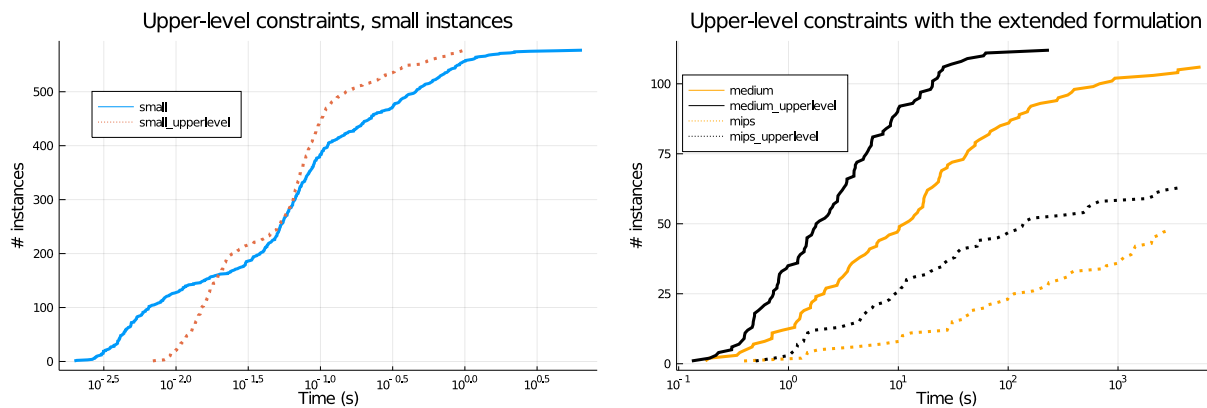 Upper-level constraints, small instances
small
small_upperlevel
500
400
300
200
100
0
# instances
10^-2.5
10^-2.0
10^-1.5
10^-1.0
10^-0.5
10^0.0
10^0.5
Time (s)
Upper-level constraints with the extended formulation
medium
medium_upperlevel
mips
mips_upperlevel
100
75
50
25
0
# instances
10^-1
10^0
10^1
10^2
10^3
Time (s)